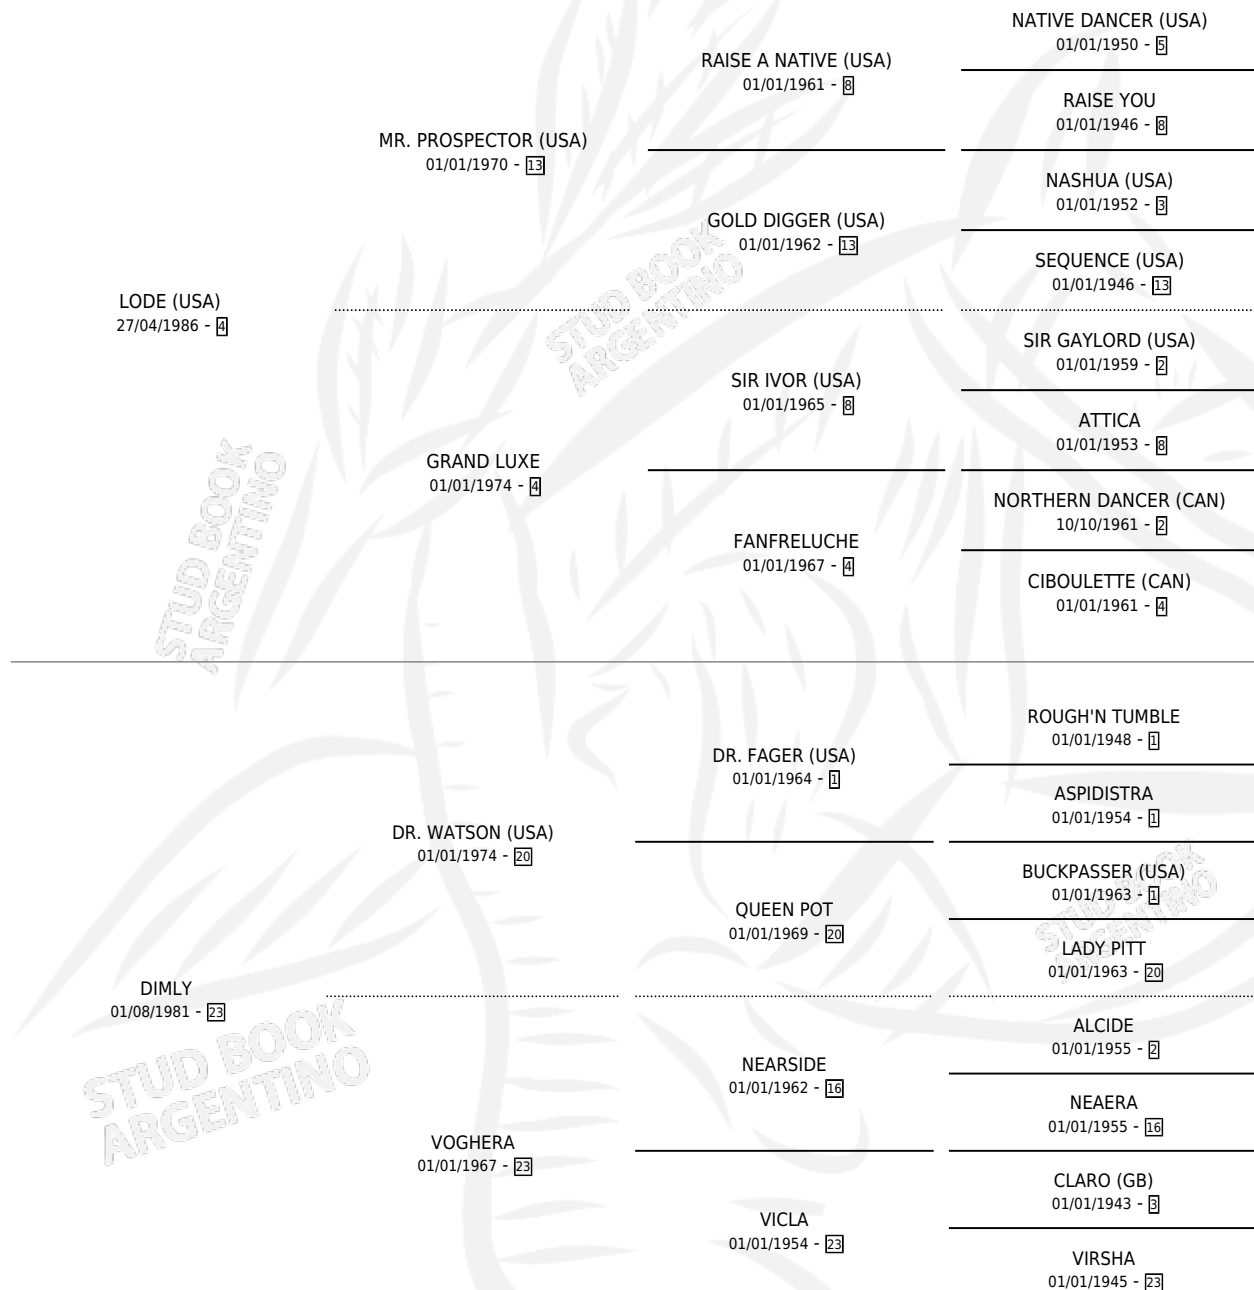 NATIVE DANCER (USA)
01/01/1950 - 5
RAISE A NATIVE (USA)
01/01/1961 - 8
RAISE YOU
01/01/1946 - 8
MR. PROSPECTOR (USA)
01/01/1970 - 13
NASHUA (USA)
01/01/1952 - 3
GOLD DIGGER (USA)
01/01/1962 - 13
SEQUENCE (USA)
01/01/1946 - 13
LODE (USA)
27/04/1986 - 4
STUD BOOK
ARGENTINO
SIR GAYLORD (USA)
01/01/1959 - 2
SIR IVOR (USA)
01/01/1965 - 8
ATTICA
01/01/1953 - 8
GRAND LUXE
01/01/1974 - 4
NORTHERN DANCER (CAN)
10/10/1961 - 2
FANFRELUCHE
01/01/1967 - 4
CIBOULETTE (CAN)
01/01/1961 - 4
STUD BOOK
ARGENTINO
ROUGH'N TUMBLE
01/01/1948 - 1
DR. FAGER (USA)
01/01/1964 - 1
ASPIDISTRA
01/01/1954 - 1
DR. WATSON (USA)
01/01/1974 - 20
BUCKPASSER (USA)
01/01/1963 - 1
QUEEN POT
01/01/1969 - 20
LADY PITT
01/01/1963 - 20
STUD BOOK
ARGENTINO
DIMLY
01/08/1981 - 23
ALCIDE
01/01/1955 - 2
NEARSIDE
01/01/1962 - 16
NEAERA
01/01/1955 - 16
STUD BOOK
ARGENTINO
VOGHERA
01/01/1967 - 23
CLARO (GB)
01/01/1943 - 3
VICLA
01/01/1954 - 23
VIRSHA
01/01/1945 - 23